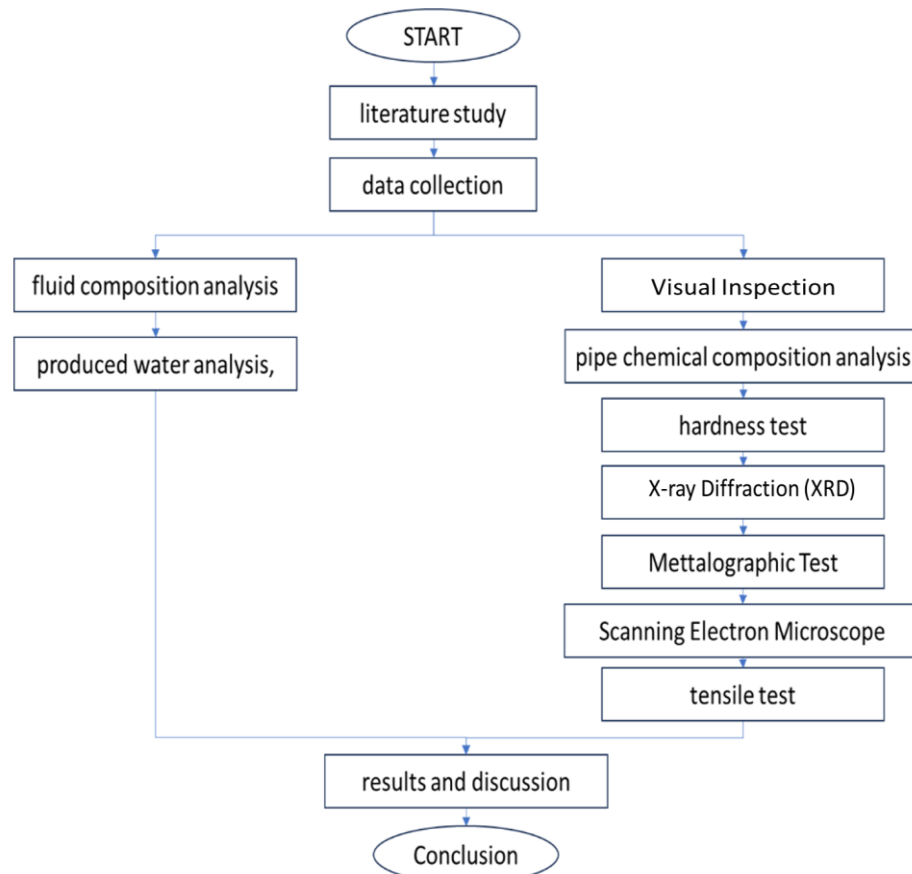 START
literature study
data collection
fluid composition analysis
produced water analysis,
Visual Inspection
pipe chemical composition analysis
hardness test
X-ray Diffraction (XRD)
Mettalographic Test
Scanning Electron Microscope
tensile test
results and discussion
Conclusion